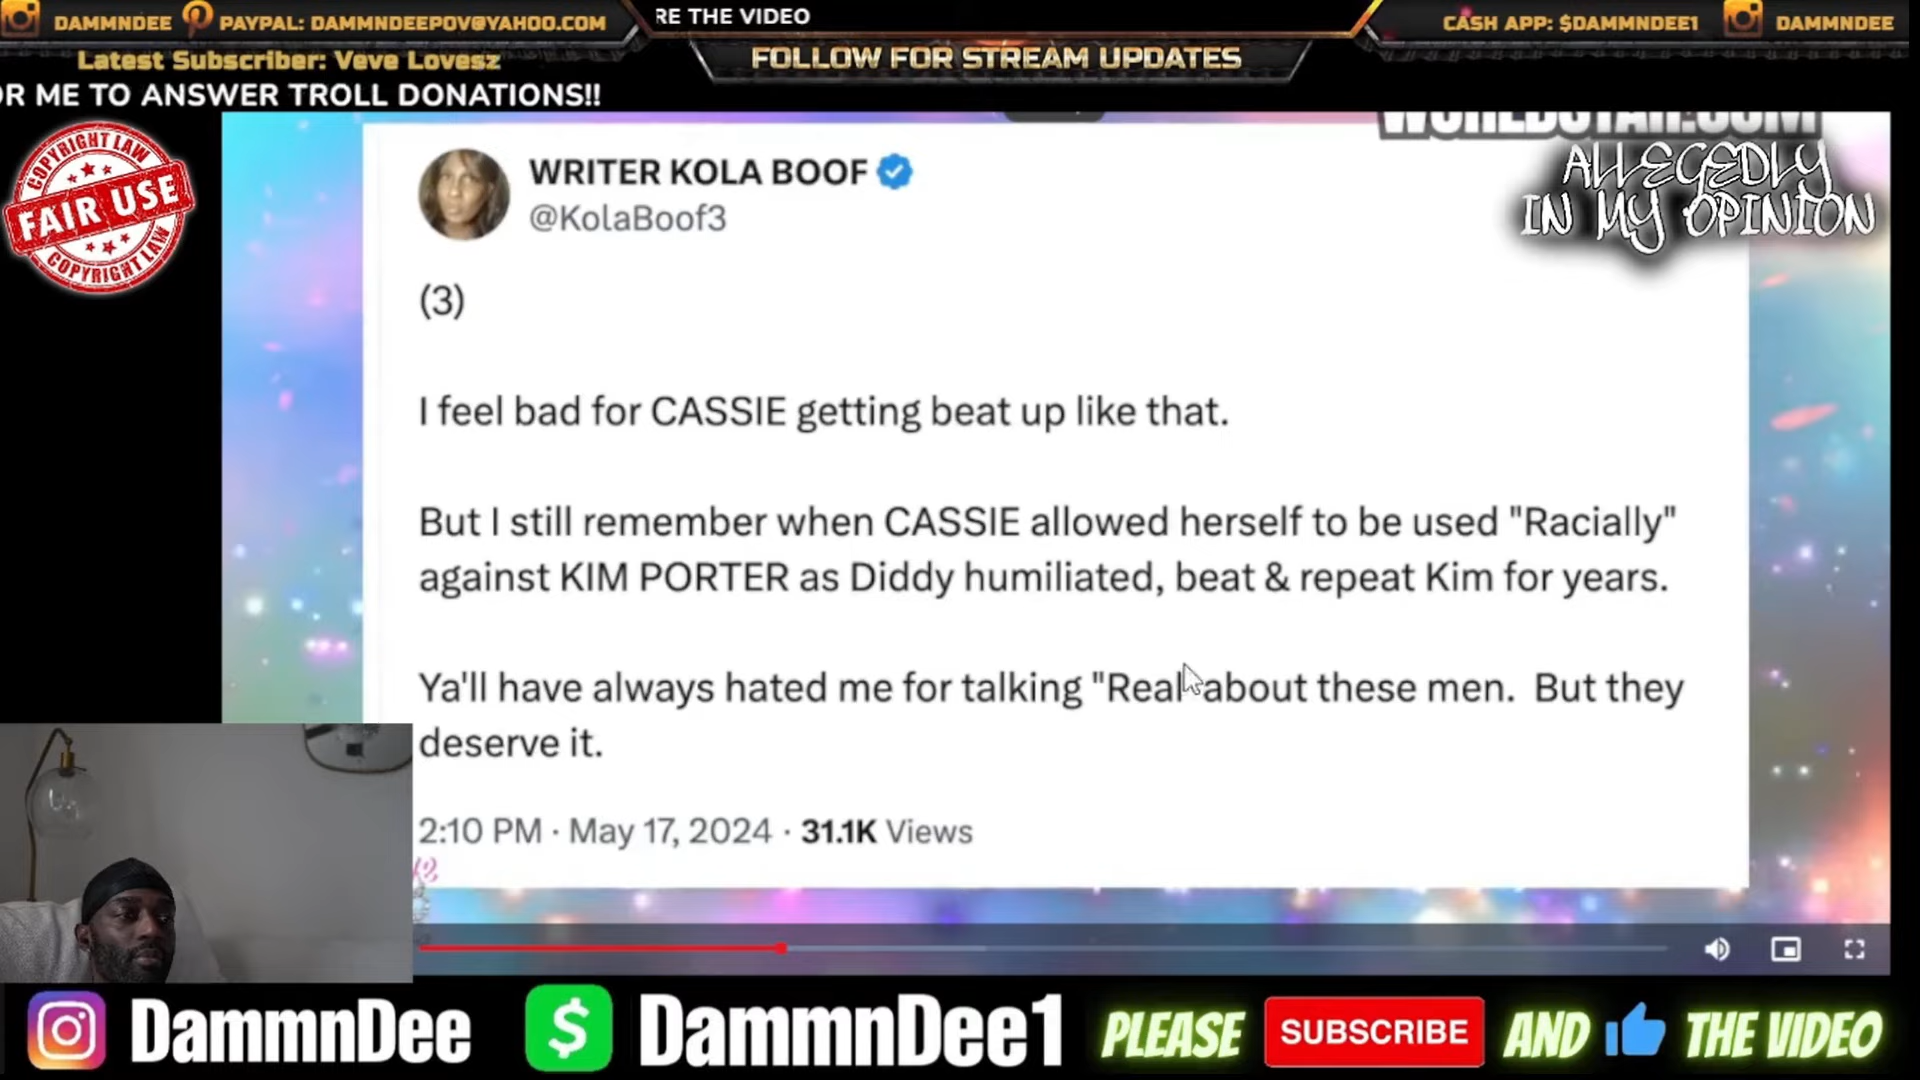 DAMMNDEE
PAYPAL: DAMMNDEEPOV@YAHOO.COM
RE THE VIDEO
CASH APP: $DAMMNDEE1
DAMMNDEE
Latest Subscriber: Veve Lovesz
FOLLOW FOR STREAM UPDATES
OR ME TO ANSWER TROLL DONATIONS!!
COPYRIGHT LAW
FAIR USE
COPYRIGHT LAW
WORLDSTAR.COM
ALLEGEDLY
IN MY OPINION
WRITER KOLA BOOF
@KolaBoof3
(3)
I feel bad for CASSIE getting beat up like that.
But I still remember when CASSIE allowed herself to be used "Racially"
against KIM PORTER as Diddy humiliated, beat & repeat Kim for years.
Ya'll have always hated me for talking "Real" about these men. But they
deserve it.
2:10 PM · May 17, 2024 · 31.1K Views
DammnDee
$
DammnDee1
PLEASE
SUBSCRIBE
AND
THE VIDEO